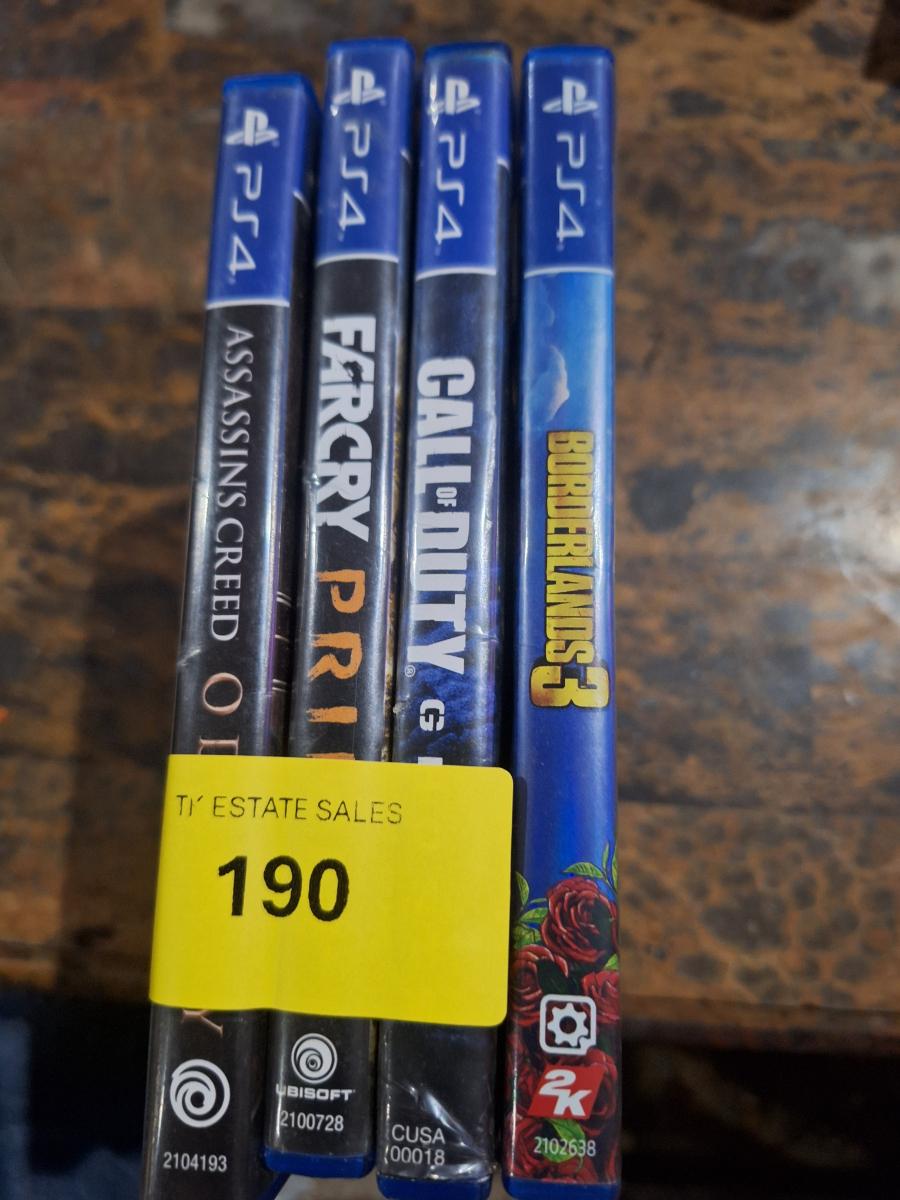 PS4
ASSASSINS CREED O
Y
2104193
PS4
FARCRY
PRI
UBISOFT
2100728
PS4
CALL OF DUTY® G
CUSA
00018
PS4
BORDERLANDS 3
2K
2102638
ESTATE SALES
190